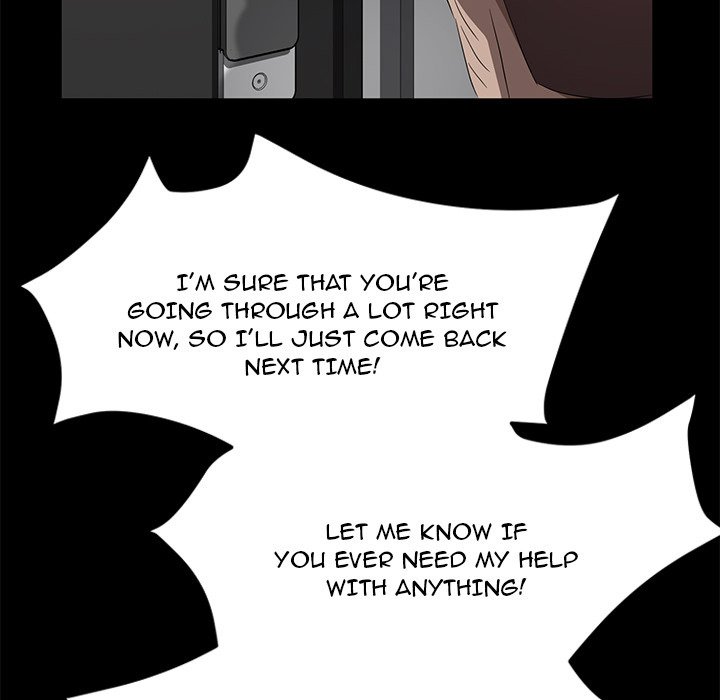 I'M SURE THAT YOU'RE
GOING THROUGH A LOT RIGHT
NOW, SO I'LL JUST COME BACK
NEXT TIME!
LET ME KNOW IF
YOU EVER NEED MY HELP
WITH ANYTHING!